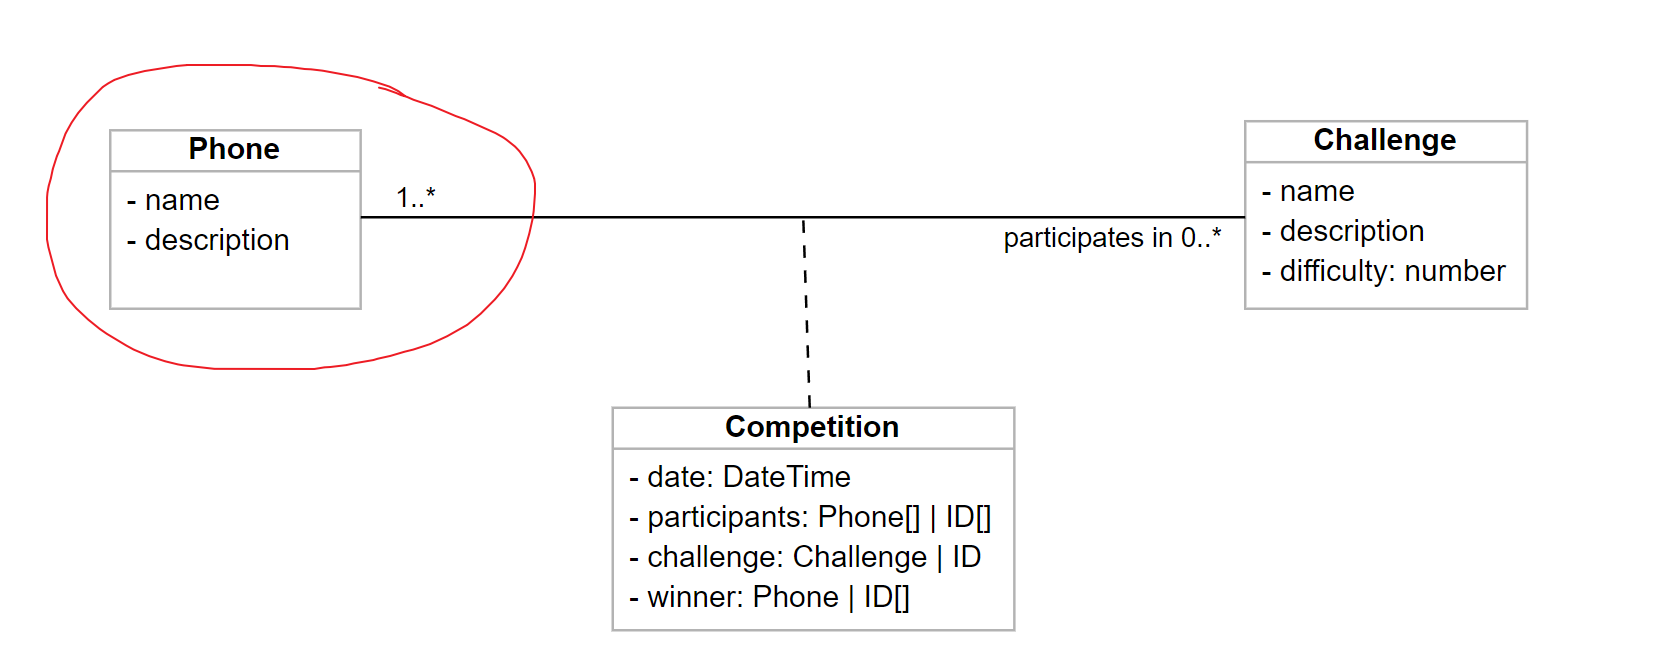 Phone
- name
- description
1..*
participates in 0..*
Challenge
- name
- description
- difficulty: number
Competition
- date: DateTime
- participants: Phone[] | ID[]
- challenge: Challenge | ID
- winner: Phone | ID[]